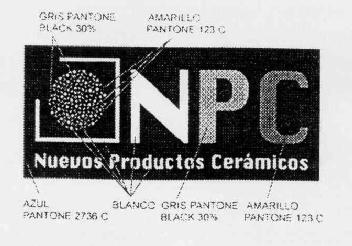 GRIS PANTONE
BLACK 30%
AMARILLO
PANTONE 123 C
NPC
Nuevos Productos Cerámicos
AZUL
PANTONE 2736 C
BLANCO
GRIS PANTONE
BLACK 30%
AMARILLO
PANTONE 123 C